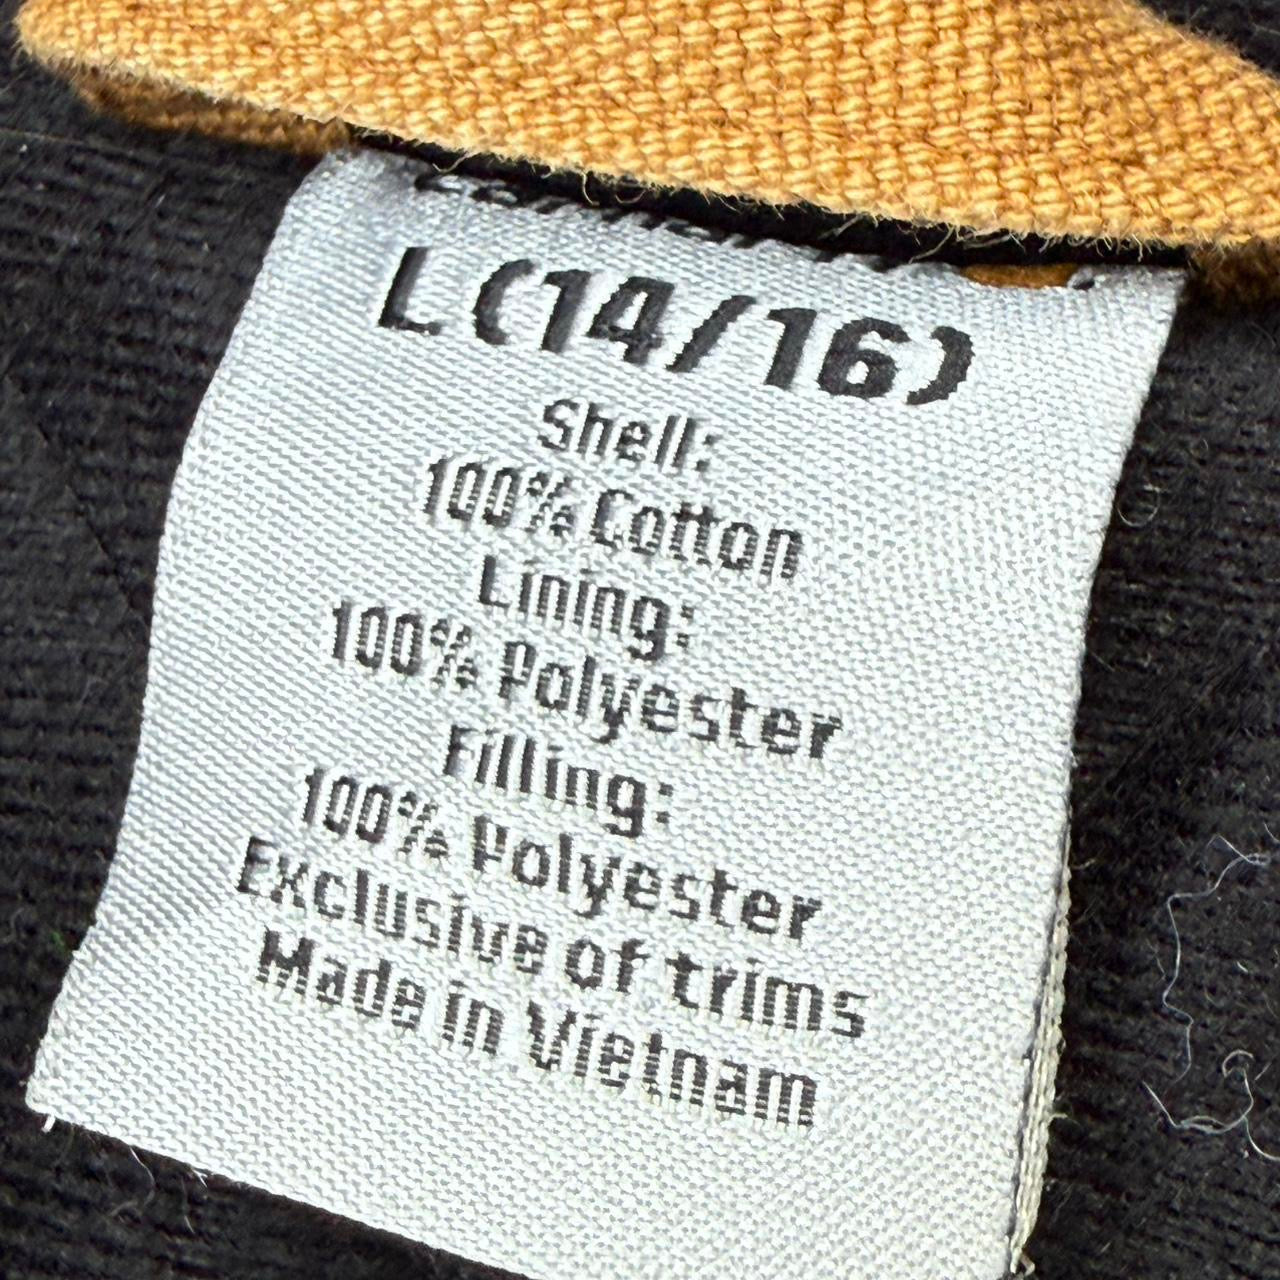 L (14/16)
Shell:
100% Cotton
Lining:
100% Polyester
Filling:
100% Polyester
Exclusive of trims
Made in Vietnam